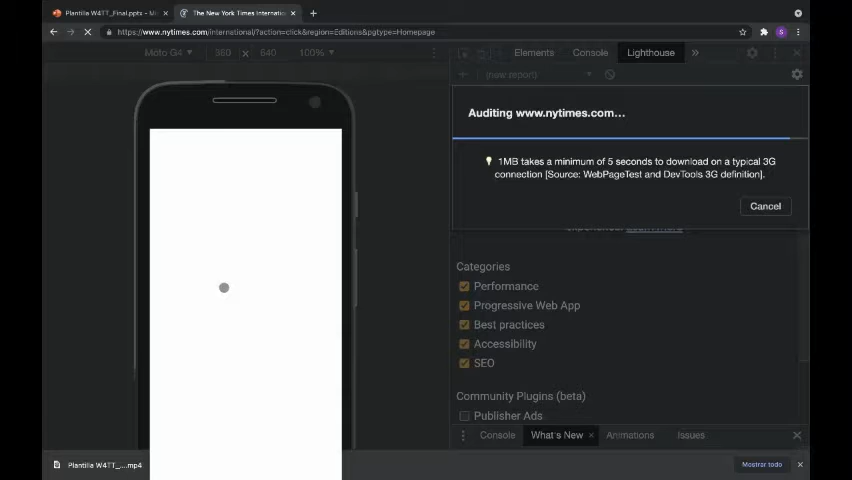 Plantilla W4TT_Final.pptx - Mi
The New York Times Internatio
https://www.nytimes.com/international/?action=click&region=Editions&pgtype=Homepage
S
Moto G4 ▾ 360 x 640 100% ▾
Elements Console Lighthouse »
(new report)
Auditing www.nytimes.com...
💡 1MB takes a minimum of 5 seconds to download on a typical 3G
connection [Source: WebPageTest and DevTools 3G definition].
Cancel
Categories
Performance
Progressive Web App
Best practices
Accessibility
SEO
Community Plugins (beta)
Publisher Ads
Console What's New × Animations Issues
Plantilla W4TT_....mp4
Mostrar todo